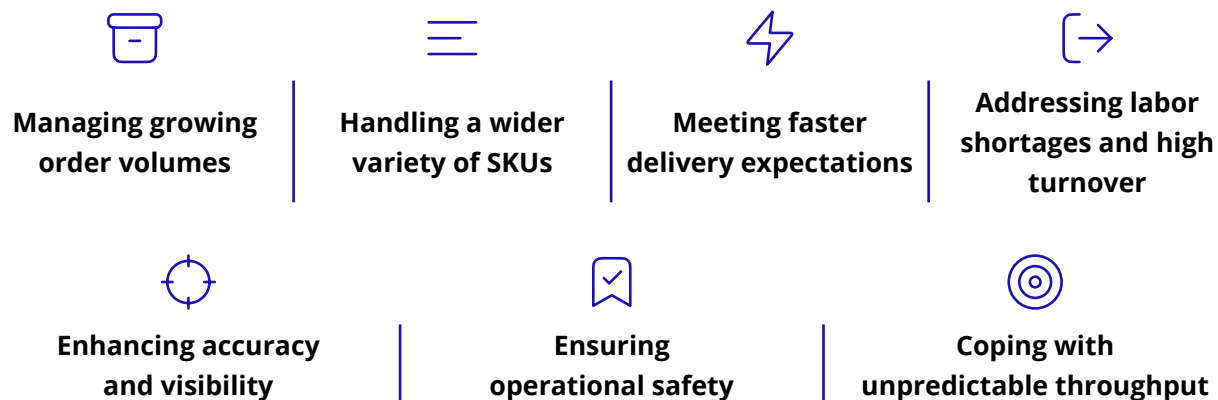 Managing growing
order volumes
Handling a wider
variety of SKUs
Meeting faster
delivery expectations
Addressing labor
shortages and high
turnover
Enhancing accuracy
and visibility
Ensuring
operational safety
Coping with
unpredictable throughput